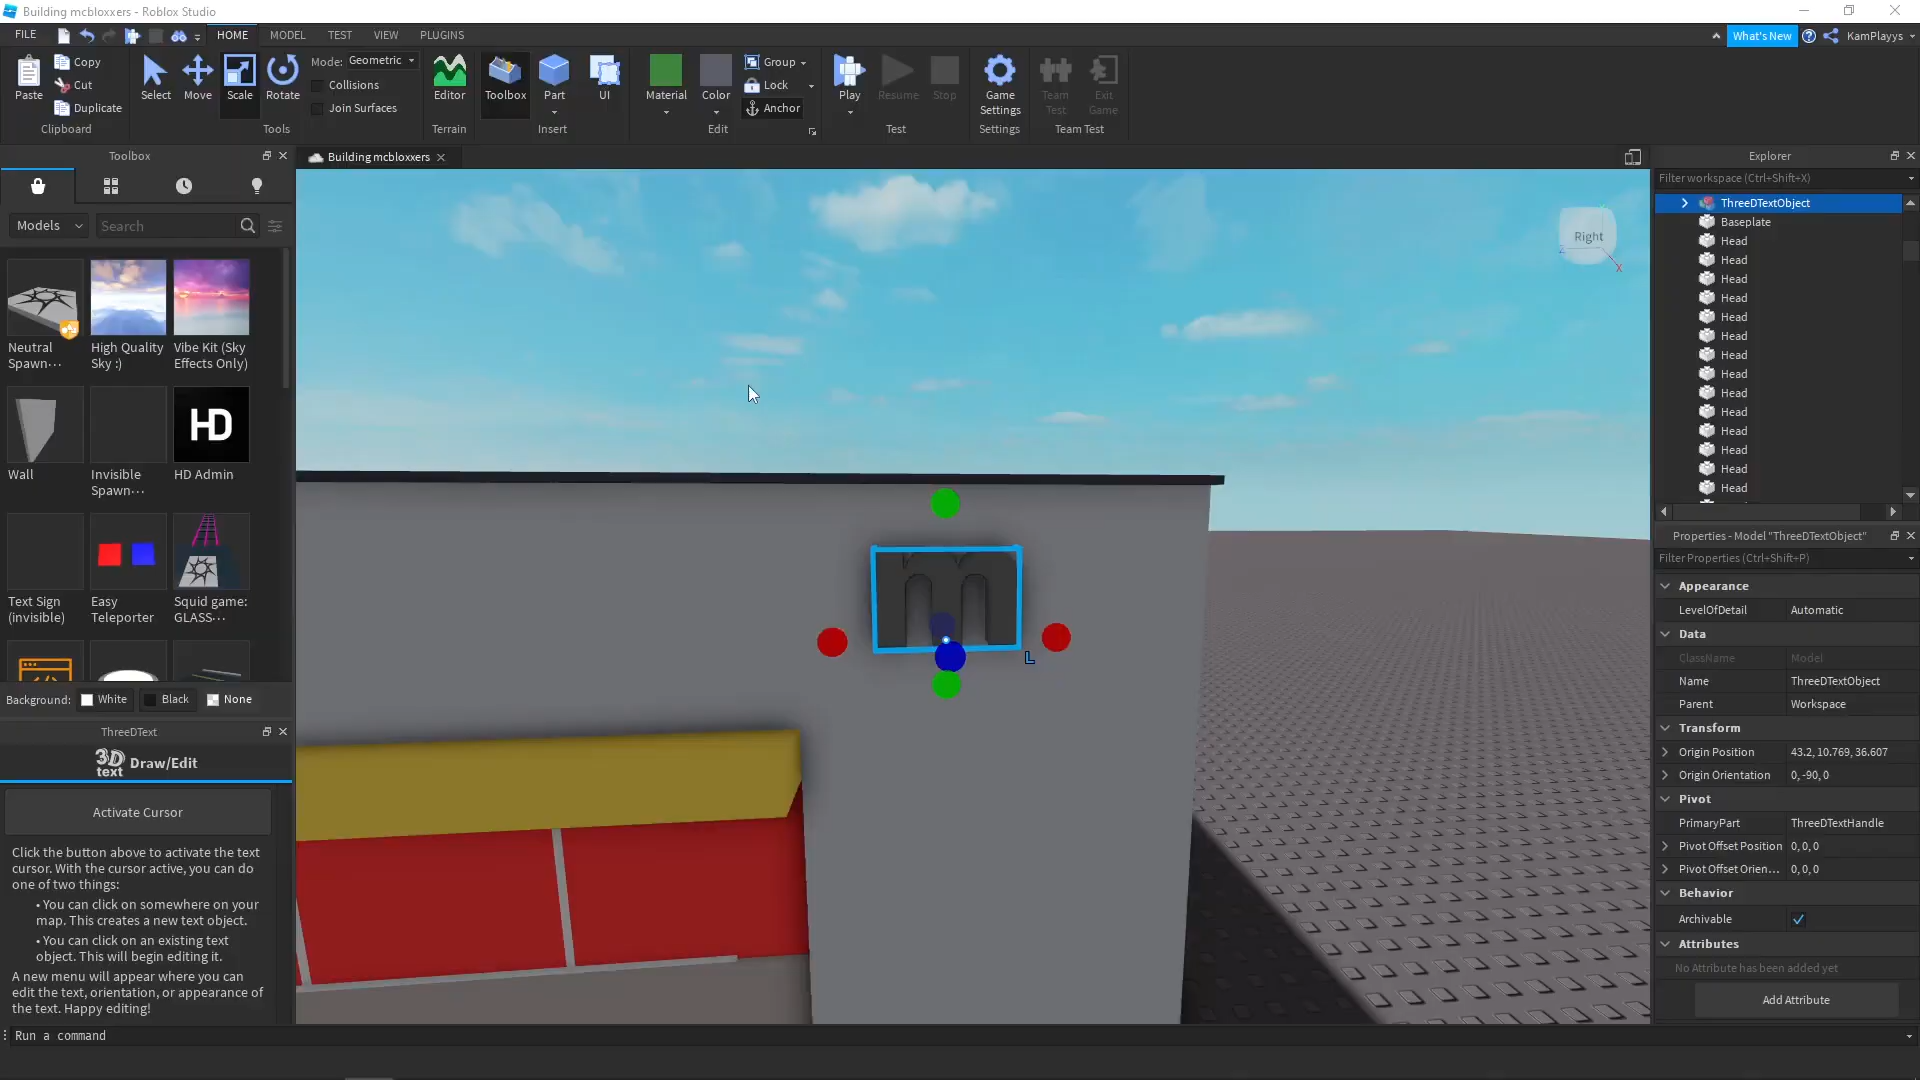 Building mcbloxxers - Roblox Studio
FILE HOME MODEL TEST VIEW PLUGINS What's New KamPlayys
Paste Copy Cut Duplicate Clipboard
Select Move Scale Rotate Mode: Geometric Collisions Join Surfaces Tools
Editor Terrain
Toolbox Part UI Insert
Material Color Group Lock Anchor Edit
Play Resume Stop Test
Game Settings Settings
Team Test Exit Game Team Test
Toolbox
Models Search
Neutral Spawn...
High Quality Sky :)
Vibe Kit (Sky Effects Only)
Wall
Invisible Spawn...
HD
HD Admin
Text Sign (invisible)
Easy Teleporter
Squid game: GLASS...
Background: White Black None
ThreeDText
3D text Draw/Edit
Activate Cursor
Click the button above to activate the text
cursor. With the cursor active, you can do
one of two things:
• You can click on somewhere on your
map. This creates a new text object.
• You can click on an existing text
object. This will begin editing it.
A new menu will appear where you can
edit the text, orientation, or appearance of
the text. Happy editing!
Run a command
Building mcbloxxers
Right
Z
X
m
L
Explorer
Filter workspace (Ctrl+Shift+X)
ThreeDTextObject
Baseplate
Head
Head
Head
Head
Head
Head
Head
Head
Head
Head
Head
Head
Head
Head
Properties - Model "ThreeDTextObject"
Filter Properties (Ctrl+Shift+P)
Appearance
LevelOfDetail Automatic
Data
ClassName Model
Name ThreeDTextObject
Parent Workspace
Transform
Origin Position 43.2, 10.769, 36.607
Origin Orientation 0, -90, 0
Pivot
PrimaryPart ThreeDTextHandle
Pivot Offset Position 0, 0, 0
Pivot Offset Orien... 0, 0, 0
Behavior
Archivable
Attributes
No Attribute has been added yet
Add Attribute